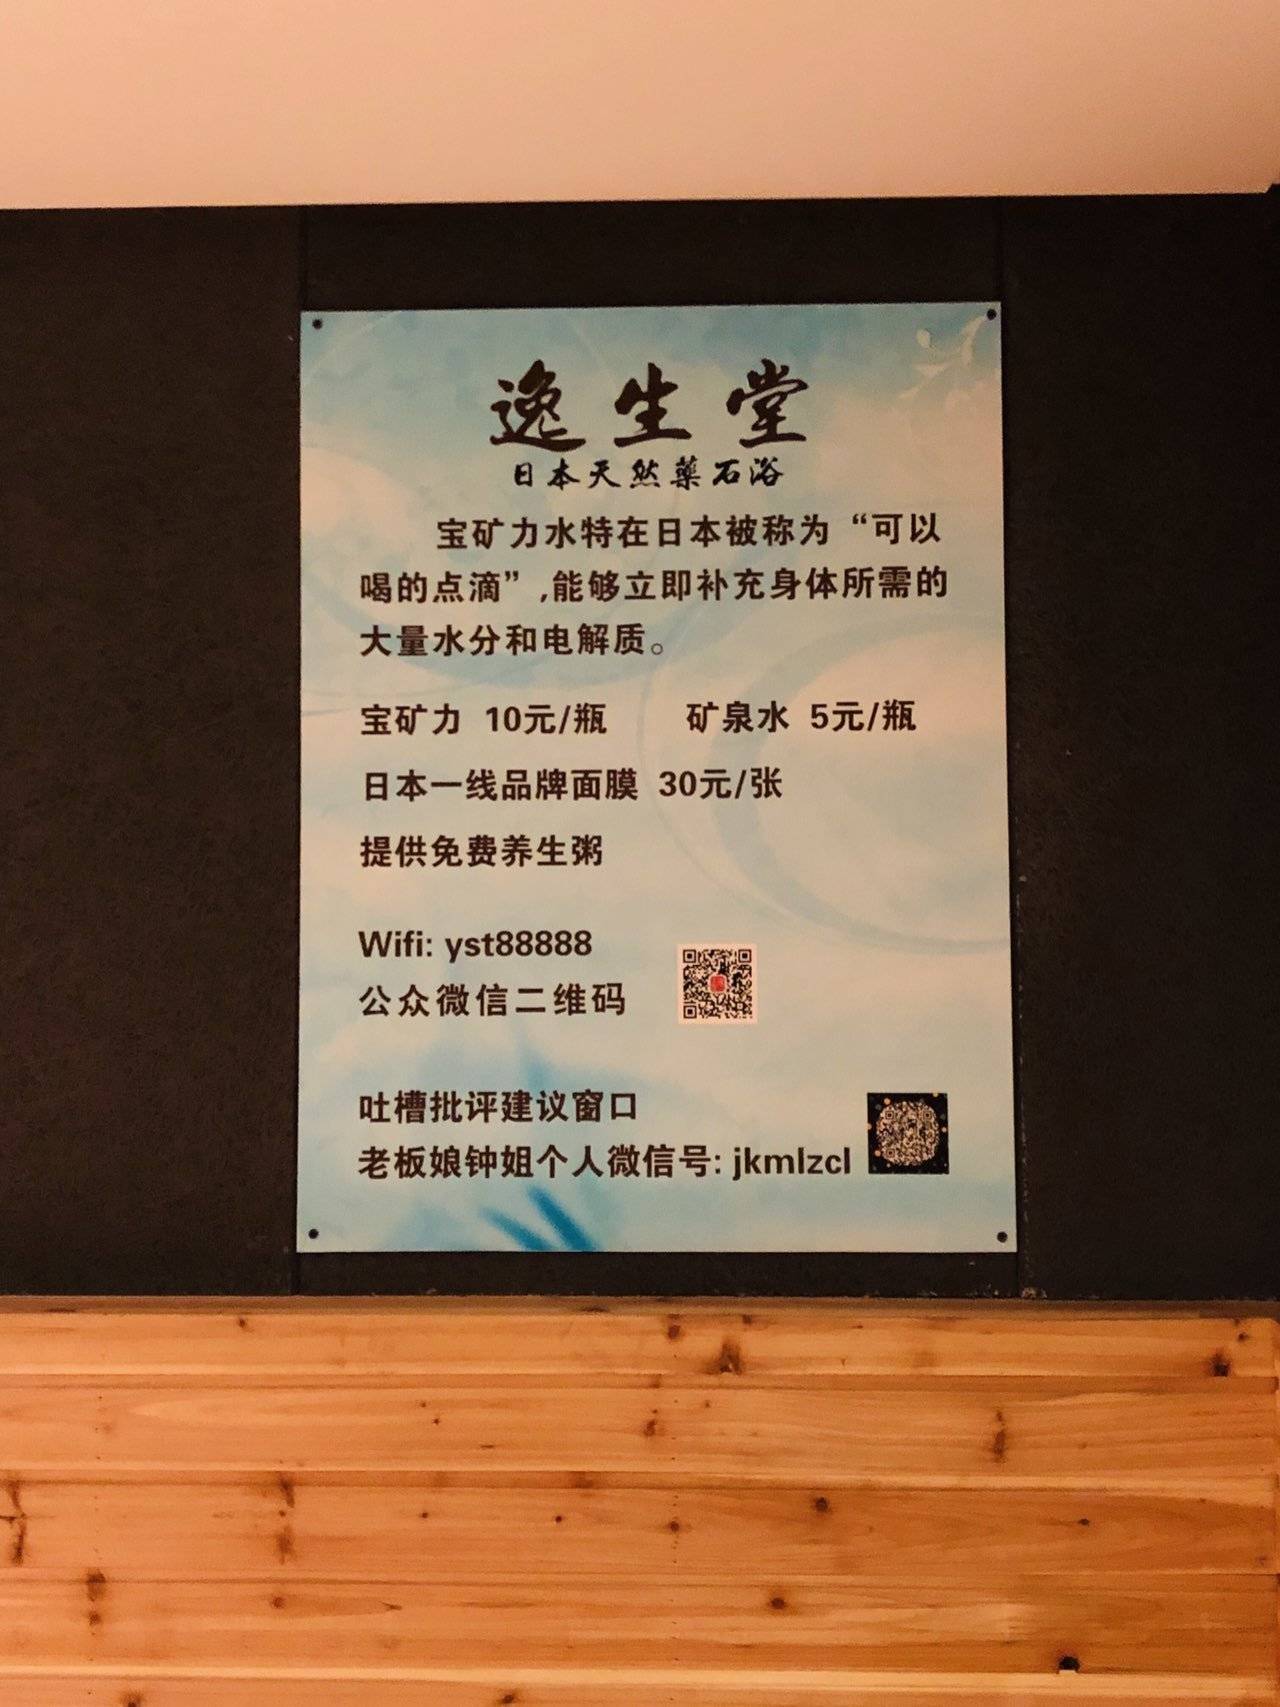 逸生堂
日本天然薬石浴
宝矿力水特在日本被称为“可以
喝的点滴”,能够立即补充身体所需的
大量水分和电解质。
宝矿力 10元/瓶 矿泉水 5元/瓶
日本一线品牌面膜 30元/张
提供免费养生粥
Wifi: yst88888
公众微信二维码
吐槽批评建议窗口
老板娘钟姐个人微信号: jkmlzcl